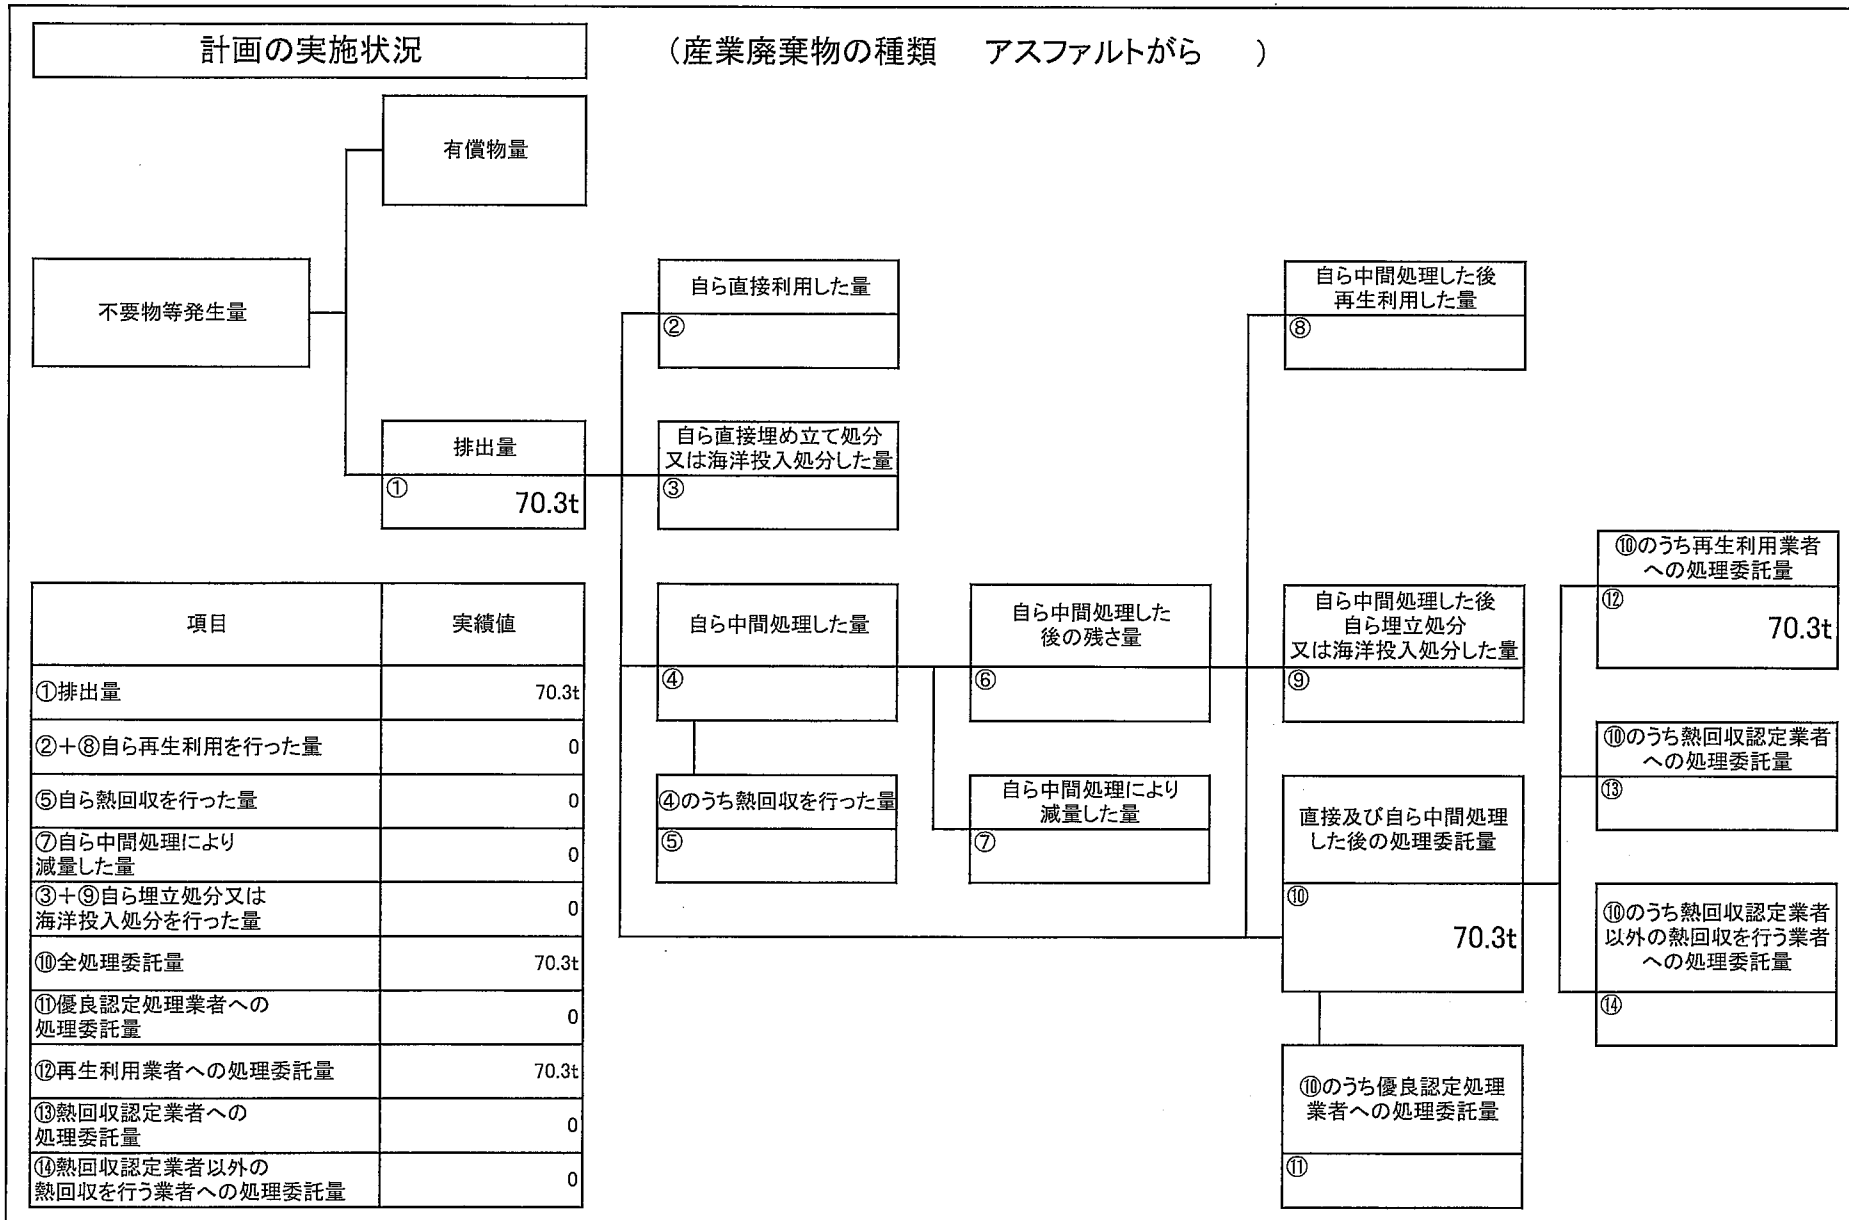 計画の実施状況
（産業廃棄物の種類　アスファルトがら　）
有償物量
不要物等発生量
自ら直接利用した量
②
自ら中間処理した後
再生利用した量
⑧
排出量
① 70.3t
自ら直接埋め立て処分
又は海洋投入処分した量
③
⑩のうち再生利用業者
への処理委託量
⑫ 70.3t
自ら中間処理した量
④
自ら中間処理した
後の残さ量
⑥
自ら中間処理した後
自ら埋立処分
又は海洋投入処分した量
⑨
⑩のうち熱回収認定業者
への処理委託量
⑬
④のうち熱回収を行った量
⑤
自ら中間処理により
減量した量
⑦
直接及び自ら中間処理
した後の処理委託量
⑩ 70.3t
⑩のうち熱回収認定業者
以外の熱回収を行う業者
への処理委託量
⑭
⑩のうち優良認定処理
業者への処理委託量
⑪
項目 実績値
①排出量 70.3t
②＋⑧自ら再生利用を行った量 0
⑤自ら熱回収を行った量 0
⑦自ら中間処理により
減量した量 0
③＋⑨自ら埋立処分又は
海洋投入処分を行った量 0
⑩全処理委託量 70.3t
⑪優良認定処理業者への
処理委託量 0
⑫再生利用業者への処理委託量 70.3t
⑬熱回収認定業者への
処理委託量 0
⑭熱回収認定業者以外の
熱回収を行う業者への処理委託量 0